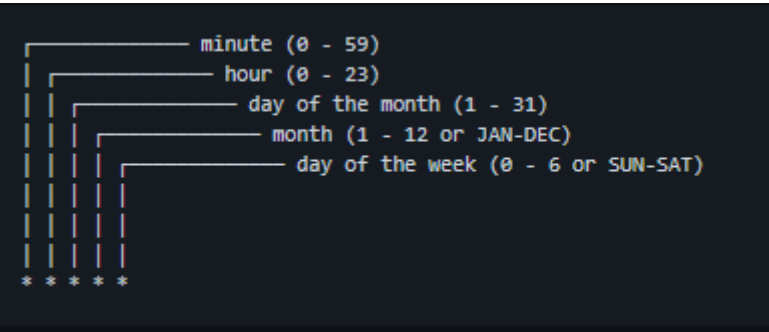 minute (0 - 59)
hour (0 - 23)
day of the month (1 - 31)
month (1 - 12 or JAN-DEC)
day of the week (0 - 6 or SUN-SAT)
* * * * *